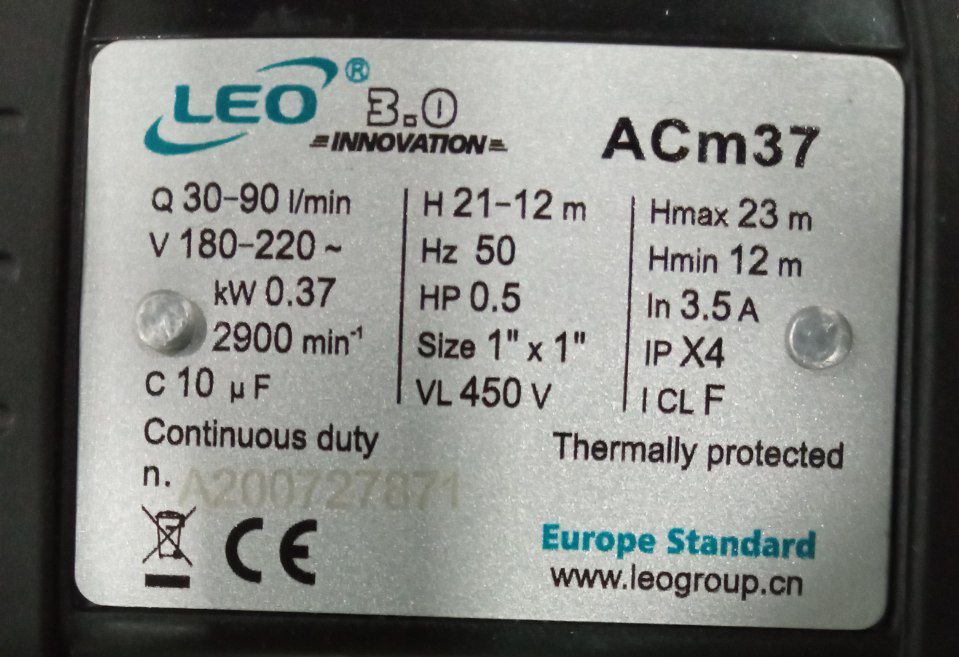 LEO® 3.0
INNOVATION
ACm37
Q 30-90 l/min
V 180-220 ~
kW 0.37
2900 min-1
C 10 µF
H 21-12 m
Hz 50
HP 0.5
Size 1" x 1"
VL 450 V
Hmax 23 m
Hmin 12 m
In 3.5 A
IP X4
I CL F
Continuous duty
Thermally protected
n. A200727871
CE
Europe Standard
www.leogroup.cn